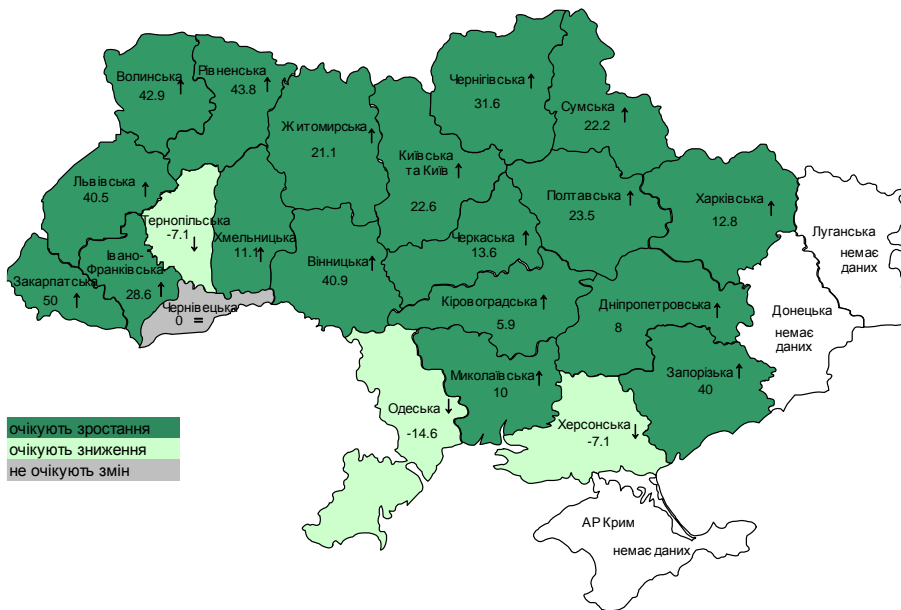 Волинська ↑
42.9
Рівненська ↑
43.8
Житомирська ↑
21.1
Чернігівська ↑
31.6
Сумська ↑
22.2
Київська
та Київ ↑
22.6
Львівська ↑
40.5
Тернопільська
-7.1 ↓
Хмельницька
11.1 ↑
Вінницька ↑
40.9
Черкаська ↑
13.6
Полтавська ↑
23.5
Харківська ↑
12.8
Луганська
немає
даних
Закарпатська
50 ↑
Івано-
Франківська
28.6 ↑
Чернівецька
0 =
Кіровоградська ↑
5.9
Дніпропетровська ↑
8
Донецька
немає
даних
Одеська ↓
-14.6
Миколаївська ↑
10
Херсонська
-7.1 ↓
Запорізька ↑
40
АР Крим
немає даних
очікують зростання
очікують зниження
не очікують змін